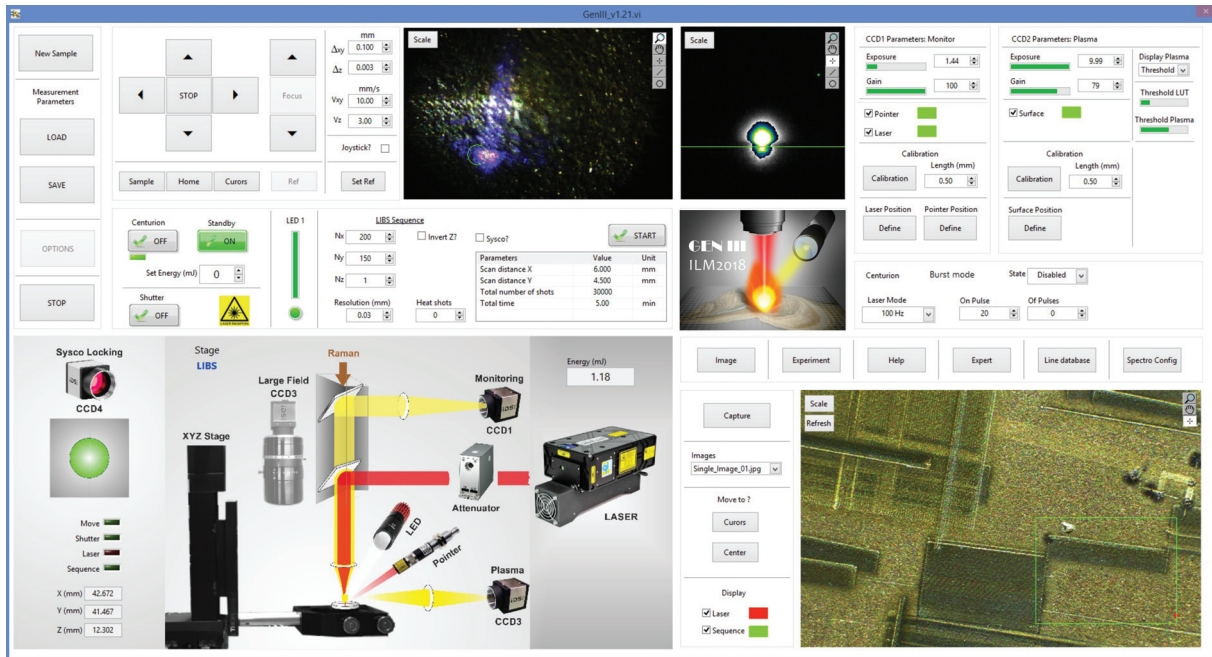 GenIII_v1.21.vi
New Sample
Measurement
Parameters
LOAD
SAVE
OPTIONS
STOP
STOP
Focus
Sample
Home
Curors
Ref
mm
Δxy 0.100
Δz 0.003
mm/s
Vxy 10.00
Vz 3.00
Joystick?
Set Ref
Scale
Scale
CCD1 Parameters: Monitor
Exposure
1.44
Gain
100
Pointer
Laser
Calibration
Length (mm)
Calibration 0.50
Laser Position Pointer Position
Define Define
CCD2 Parameters: Plasma
Exposure
9.99
Gain
79
Surface
Calibration
Length (mm)
Calibration 0.50
Surface Position
Define
Display Plasma
Threshold
Threshold LUT
Threshold Plasma
Centurion Standby
OFF ON
Set Energy (mJ) 0
Shutter
OFF
LASER RADIATION
LED 1
LIBS Sequence
Nx 200
Ny 150
Nz 1
Invert Z?
Sysco?
START
Resolution (mm) Heat shots
0.03 0
Parameters Value Unit
Scan distance X 6.000 mm
Scan distance Y 4.500 mm
Total number of shots 30000
Total time 5.00 min
GEN III
ILM2018
Centurion Burst mode State Disabled
Laser Mode On Pulse Of Pulses
100 Hz 20 0
Sysco Locking
CCD4
Move
Shutter
Laser
Sequence
X (mm) 42.672
Y (mm) 41.467
Z (mm) 12.302
Stage
LIBS
Raman
Large Field
CCD3
XYZ Stage
Monitoring
CCD1
Energy (mJ)
1.18
Attenuator
LASER
LED
Pointer
Plasma
CCD3
Image
Experiment
Help
Expert
Line database
Spectro Config
Capture
Images
Single_Image_01.jpg
Move to ?
Curors
Center
Display
Laser
Sequence
Scale
Refresh